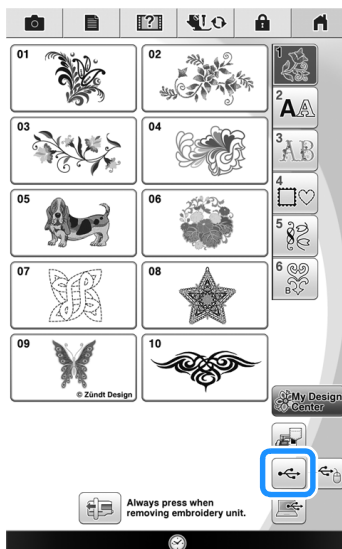 01
02
1
2
AA
03
04
3
AB
4
05
06
5
6
B
07
08
09
10
© Zündt Design
My Design
Center
Always press when
removing embroidery unit.